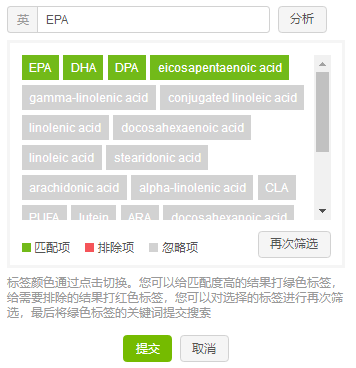 英 EPA 分析
EPA DHA DPA eicosapentaenoic acid
gamma-linolenic acid conjugated linoleic acid
linolenic acid docosahexaenoic acid
linoleic acid stearidonic acid
arachidonic acid alpha-linolenic acid CLA
PUFA lutein ARA docosahexanoic acid
匹配项 排除项 忽略项 再次筛选
标签颜色通过点击切换。您可以给匹配度高的结果打绿色标签，
给需要排除的结果打红色标签，您可以对选择的标签进行再次筛
选，最后将绿色标签的关键词提交搜索
提交 取消